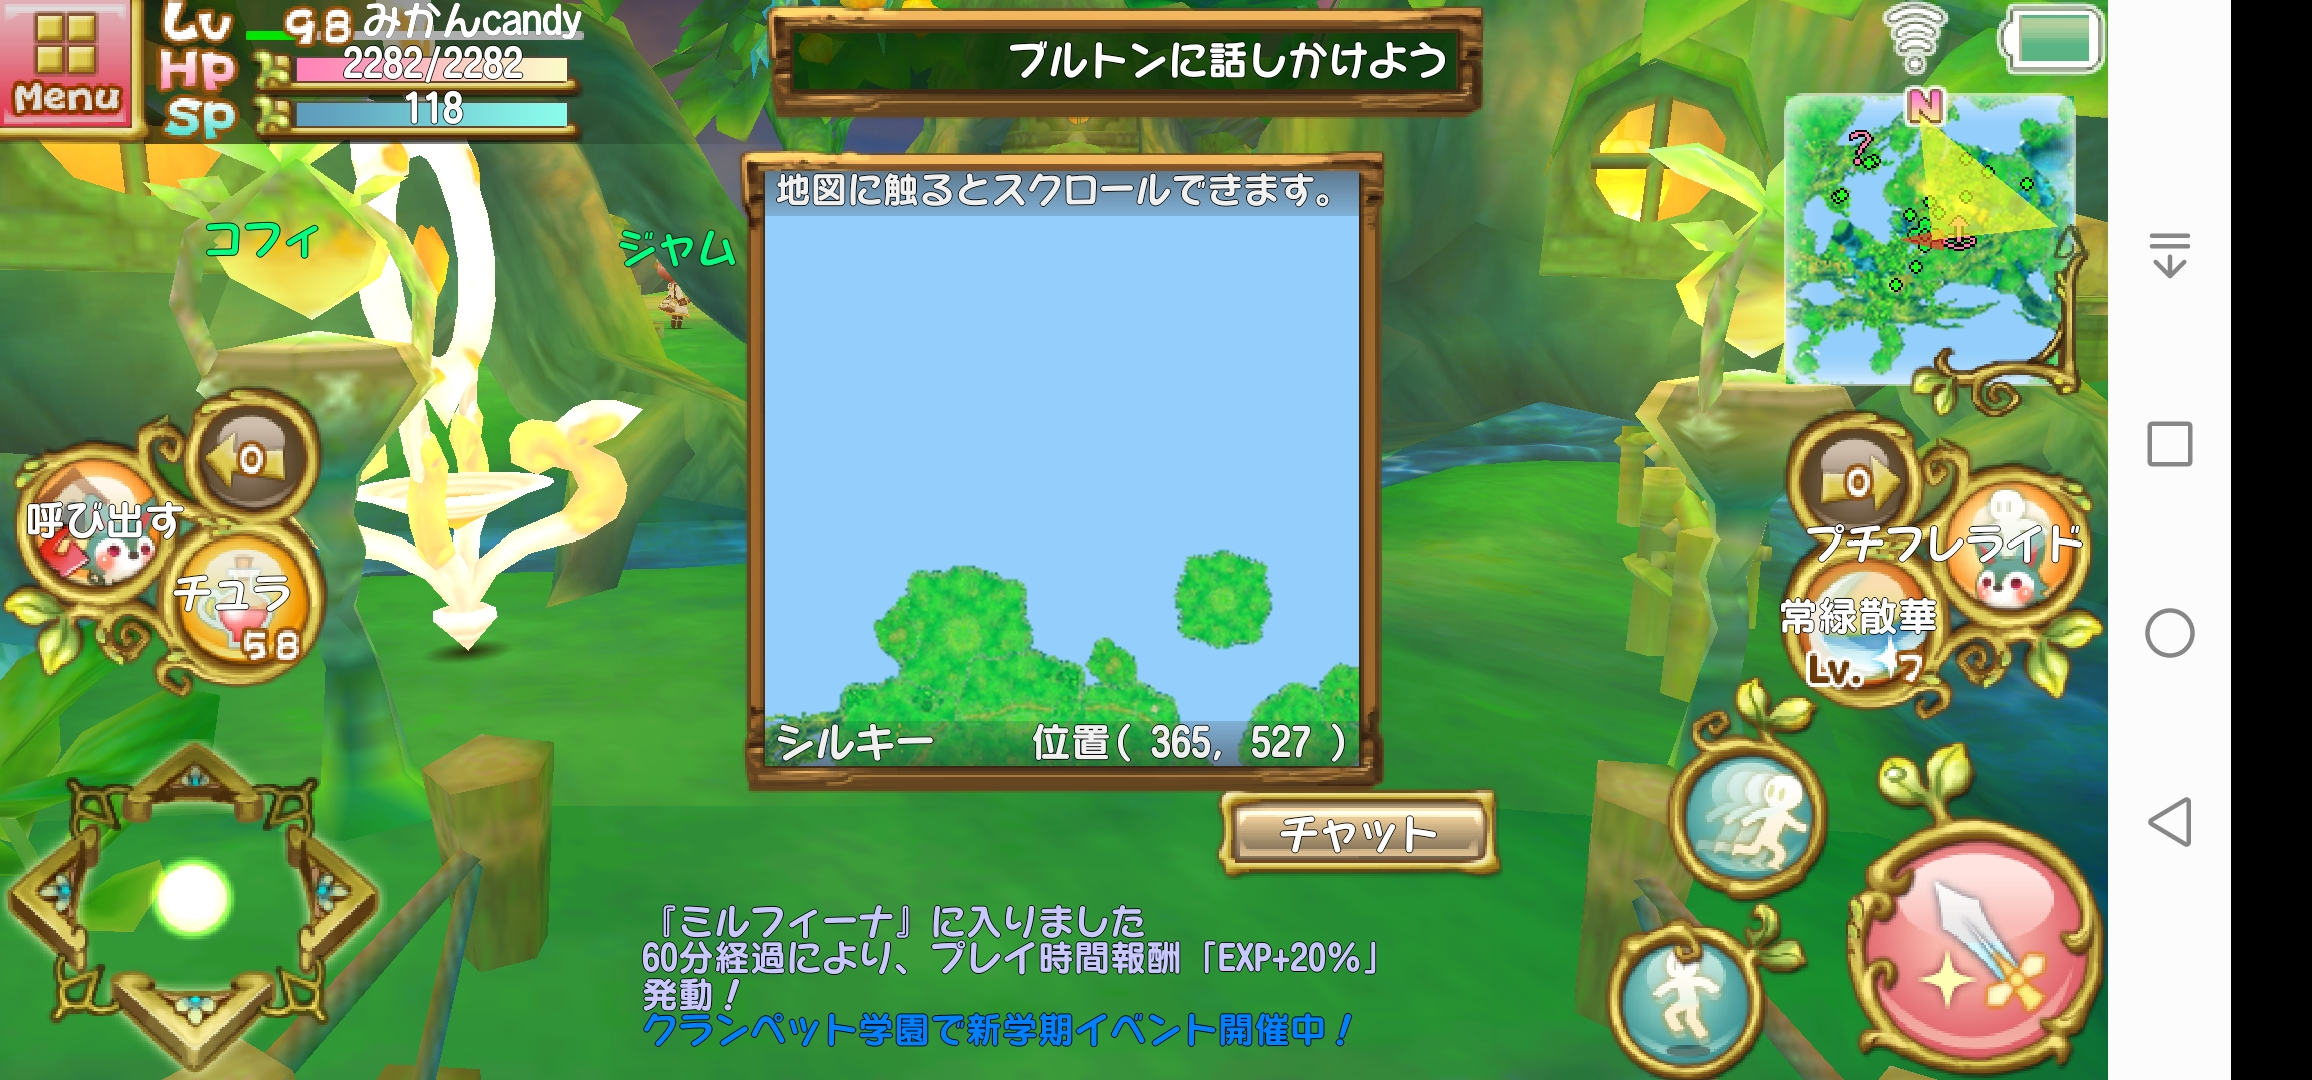 Menu
Lv 98 みかんcandy
Hp 2282/2282
Sp 118
ブルトンに話しかけよう
N
地図に触るとスクロールできます。
コフィ
ジャム
0
呼び出す
チュラ
58
0
プチフレライド
常緑散華
Lv. 7
シルキー 位置( 365, 527 )
チャット
『ミルフィーナ』に入りました
60分経過により、プレイ時間報酬「EXP+20%」
発動！
クランペット学園で新学期イベント開催中！